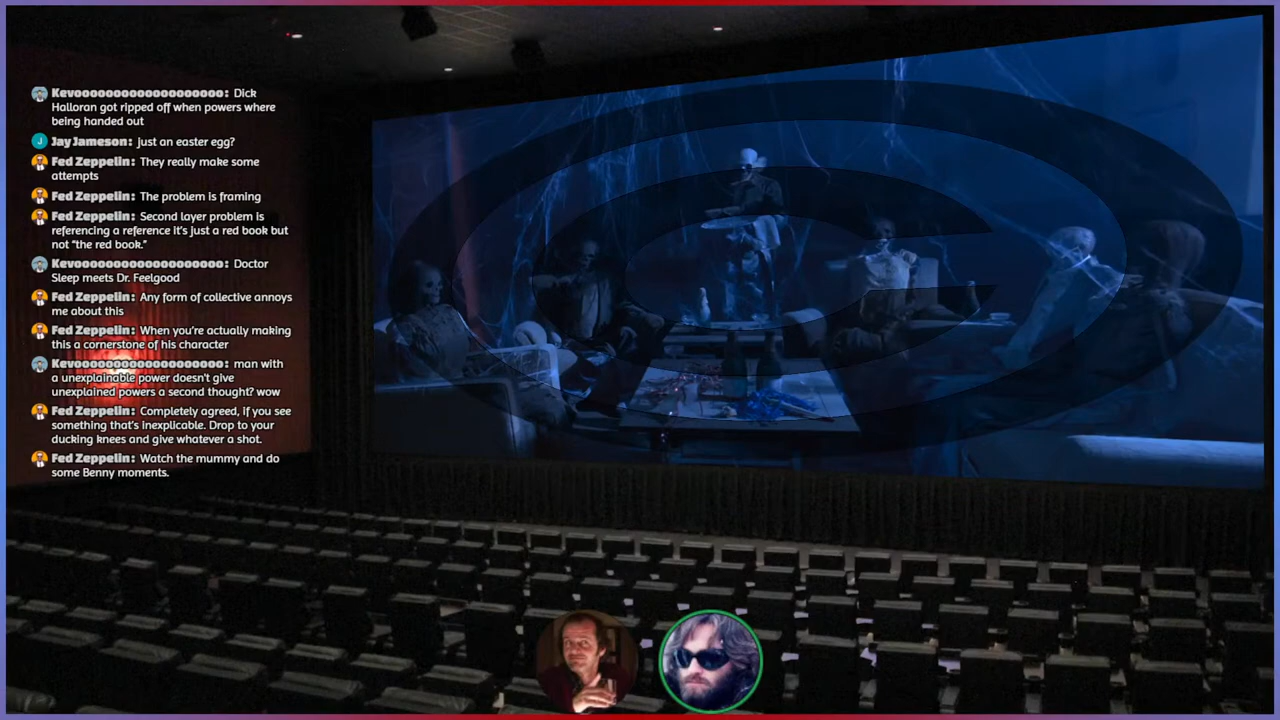 Kevoooooooooooooooooooo: Dick
Halloran got ripped off when powers where
being handed out
J Jay Jameson: just an easter egg?
Fed Zeppelin: They really make some
attempts
Fed Zeppelin: The problem is framing
Fed Zeppelin: Second layer problem is
referencing a reference it's just a red book but
not “the red book.”
Kevoooooooooooooooooooo: Doctor
Sleep meets Dr. Feelgood
Fed Zeppelin: Any form of collective annoys
me about this
Fed Zeppelin: When you're actually making
this a cornerstone of his character
Kevoooooooooooooooooooo: man with
a unexplainable power doesn't give
unexplained powers a second thought? wow
Fed Zeppelin: Completely agreed, if you see
something that's inexplicable. Drop to your
ducking knees and give whatever a shot.
Fed Zeppelin: Watch the mummy and do
some Benny moments.